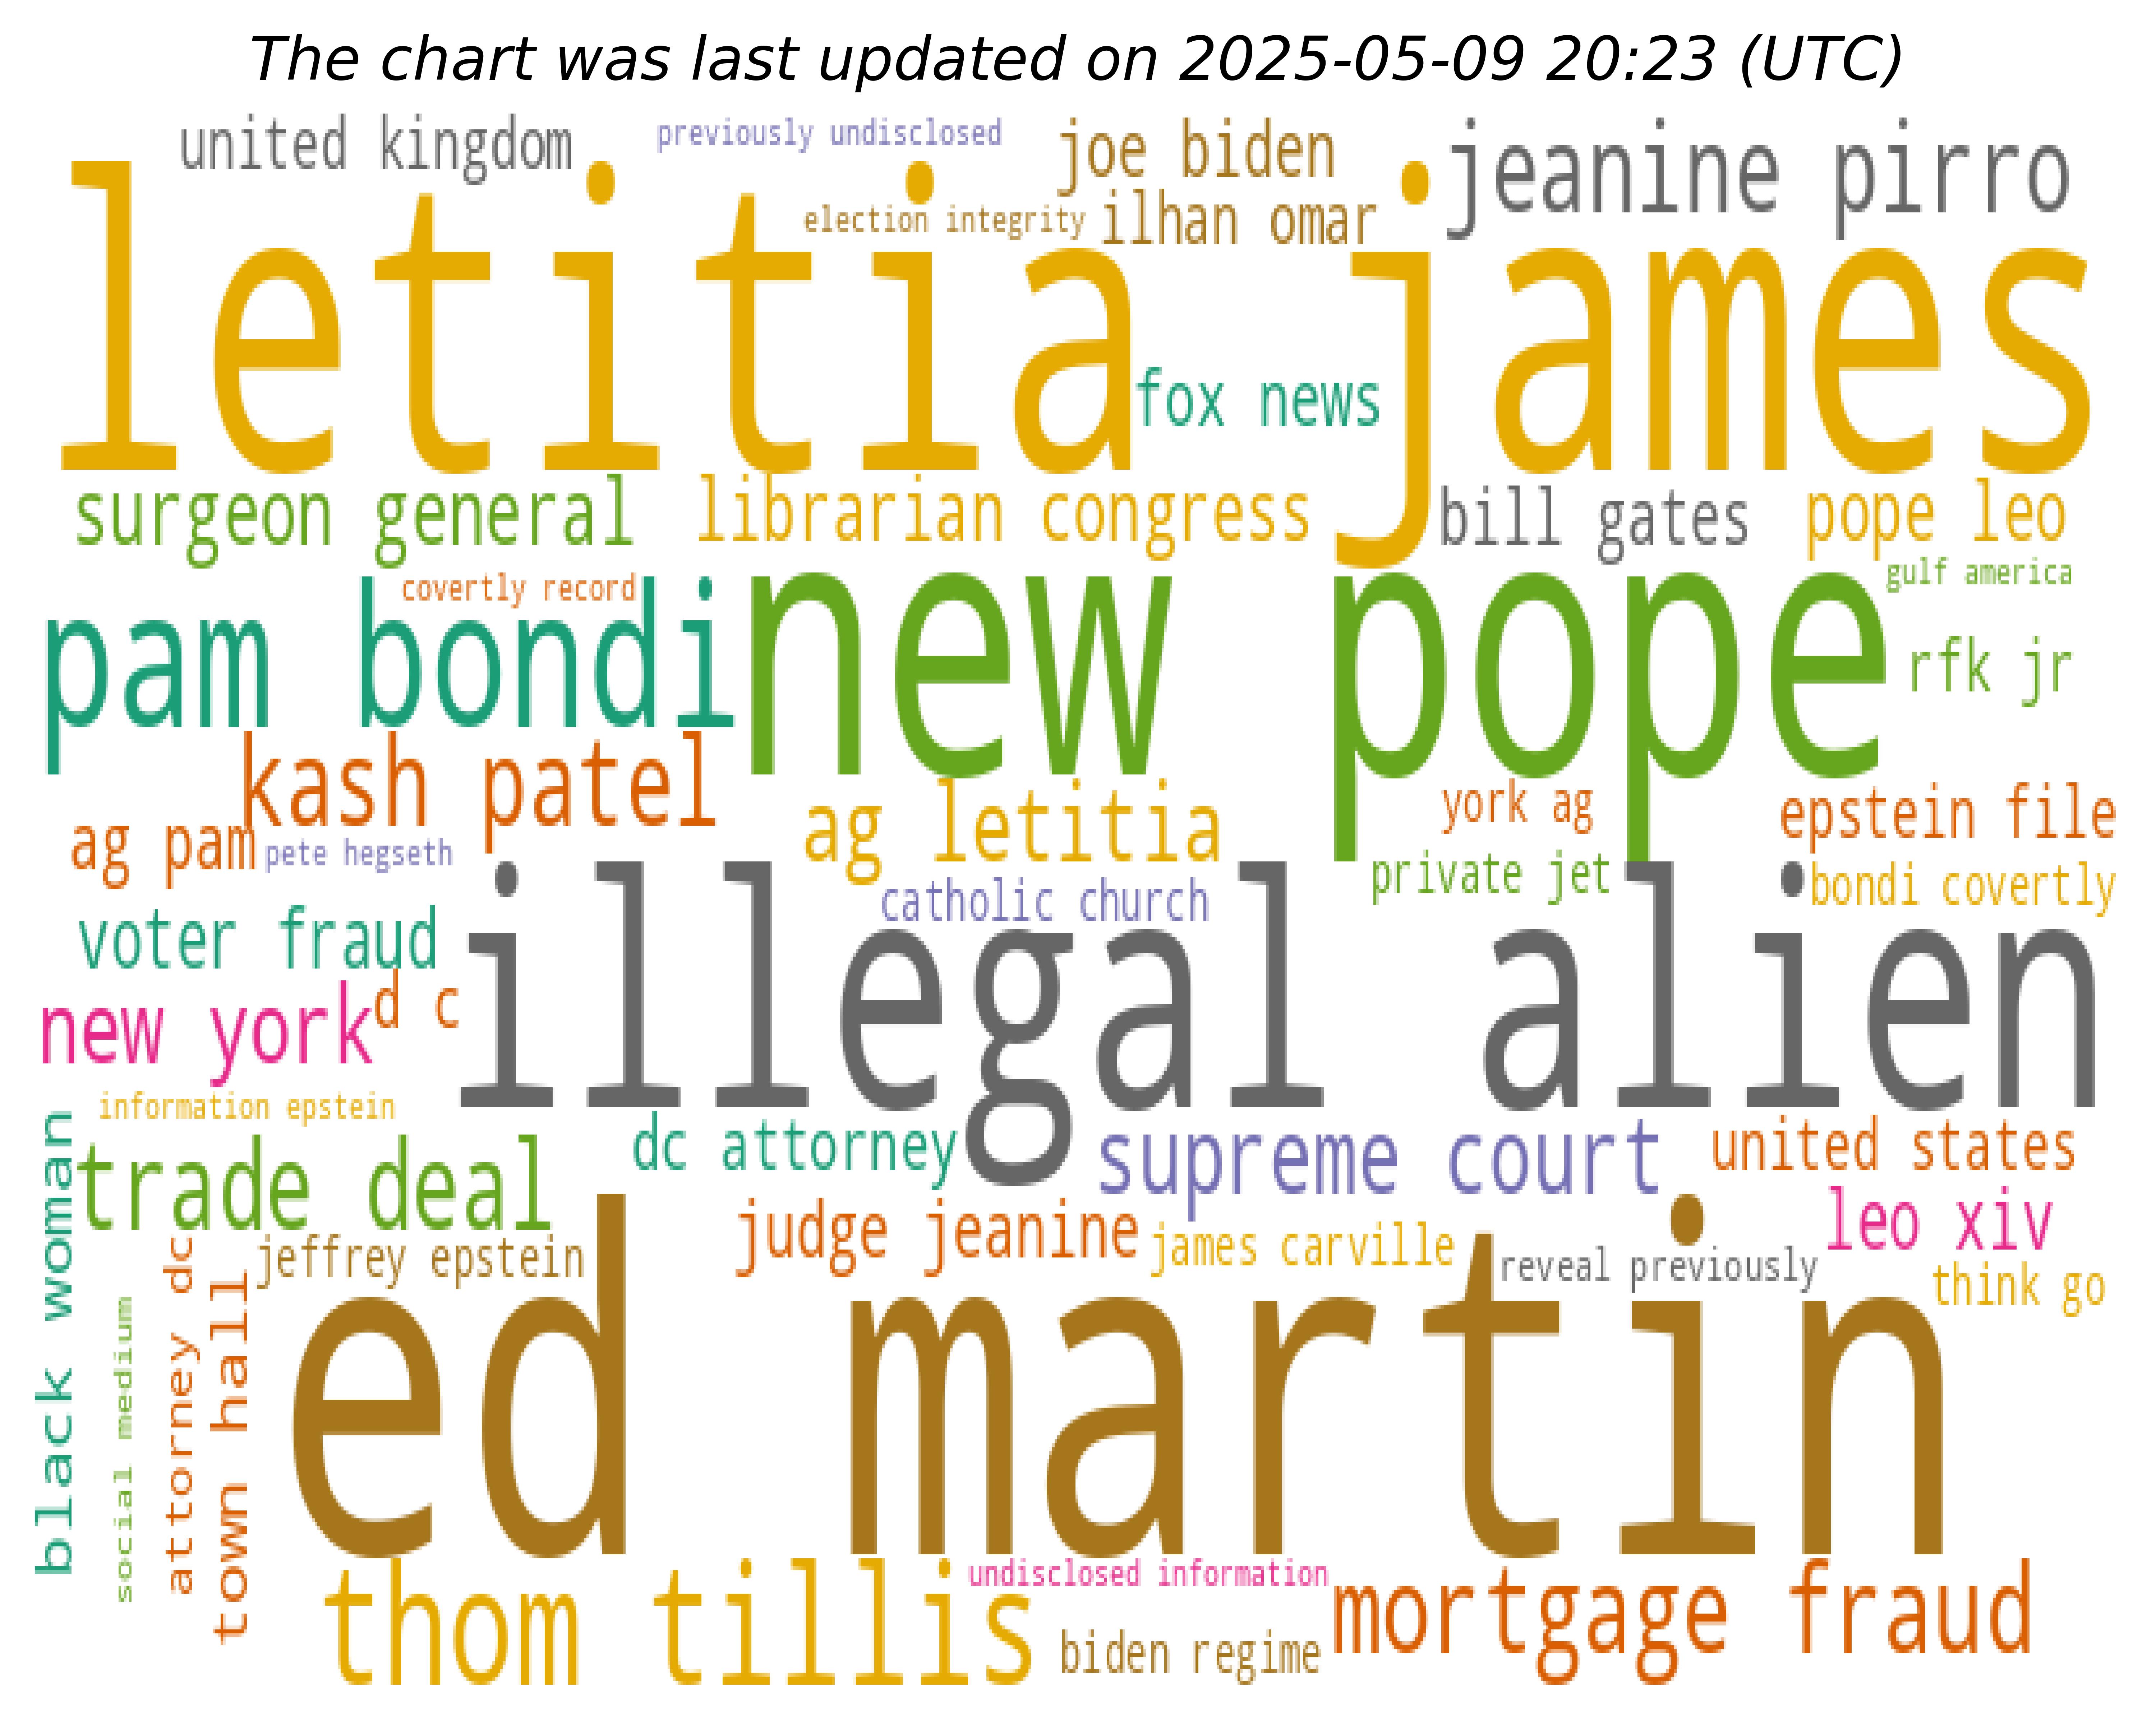 The chart was last updated on 2025-05-09 20:23 (UTC)
united kingdom
previously undisclosed
joe biden
jeanine pirro
election integrity
ilhan omar
letitia james
fox news
surgeon general
librarian congress
bill gates
pope leo
covertly record
gulf america
pam bondi
new pope
rfk jr
kash patel
ag letitia
york ag
epstein file
ag pam
pete hegseth
catholic church
private jet
bondi covertly
voter fraud
illegal alien
new york
d c
information epstein
dc attorney
supreme court
united states
trade deal
judge jeanine
james carville
leo xiv
jeffrey epstein
reveal previously
think go
black woman
social medium
attorney dc
town hall
ed martin
thom tillis
undisclosed information
mortgage fraud
biden regime